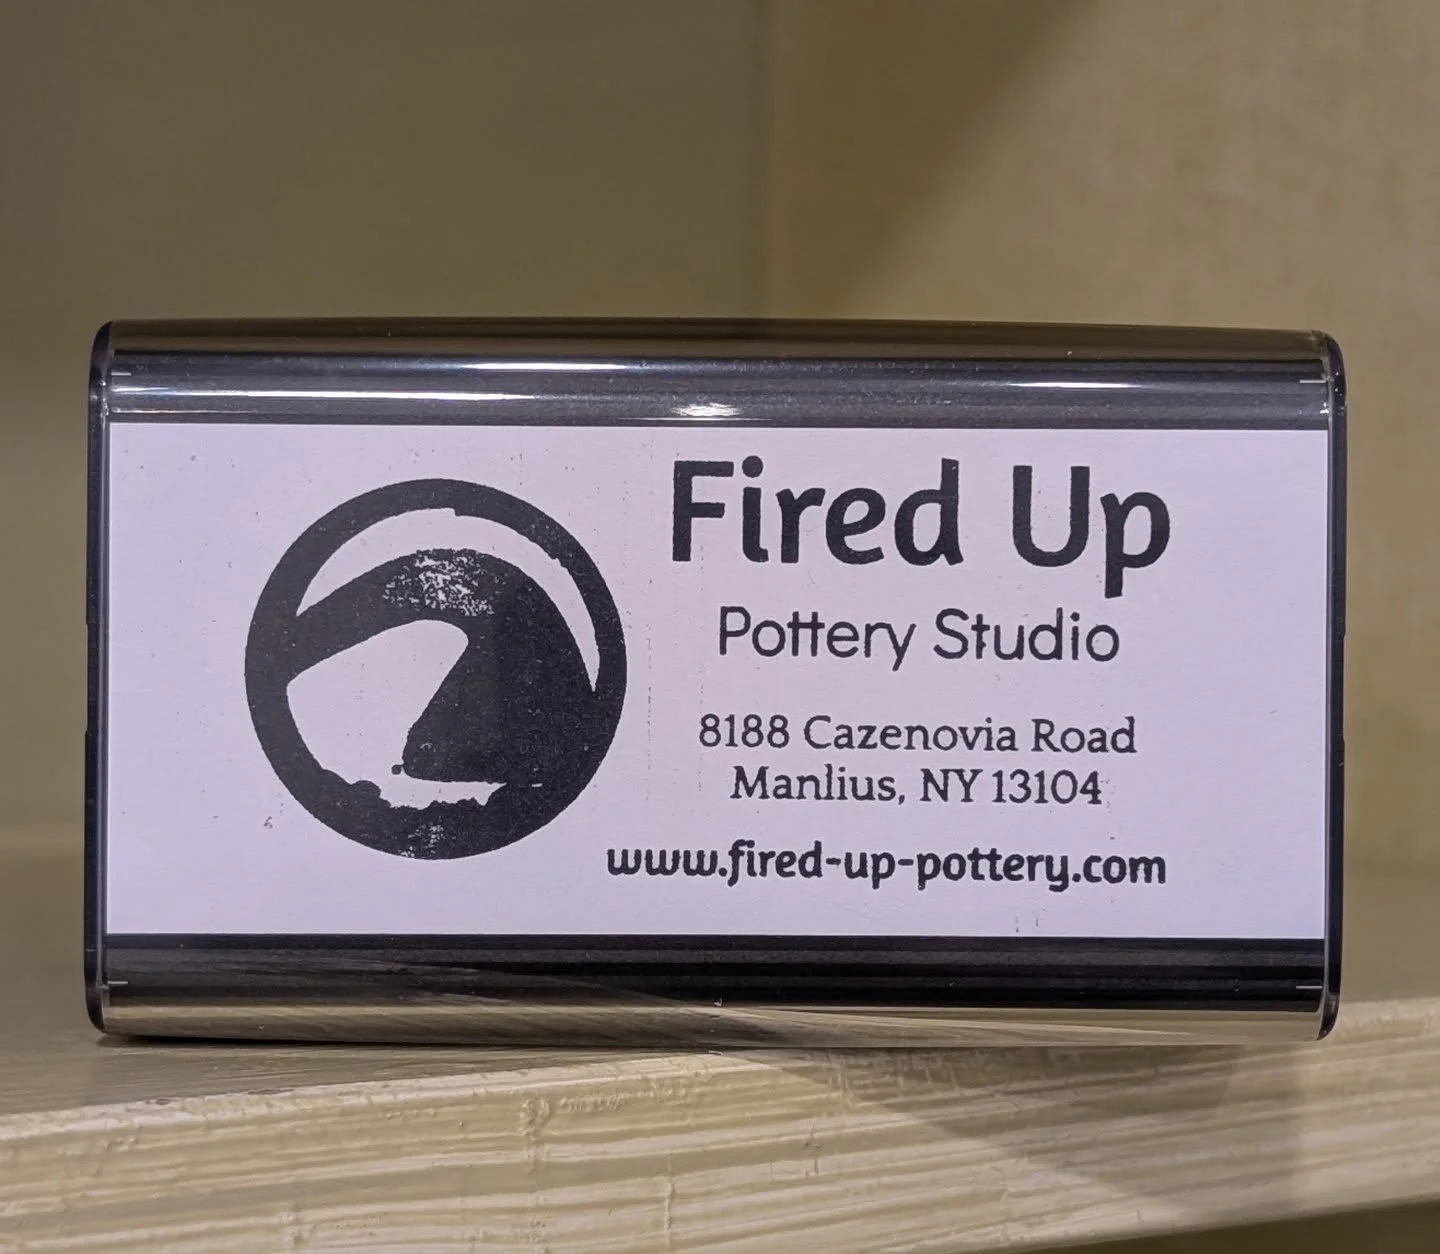 Fired Up
Pottery Studio
8188 Cazenovia Road
Manlius, NY 13104
www.fired-up-pottery.com